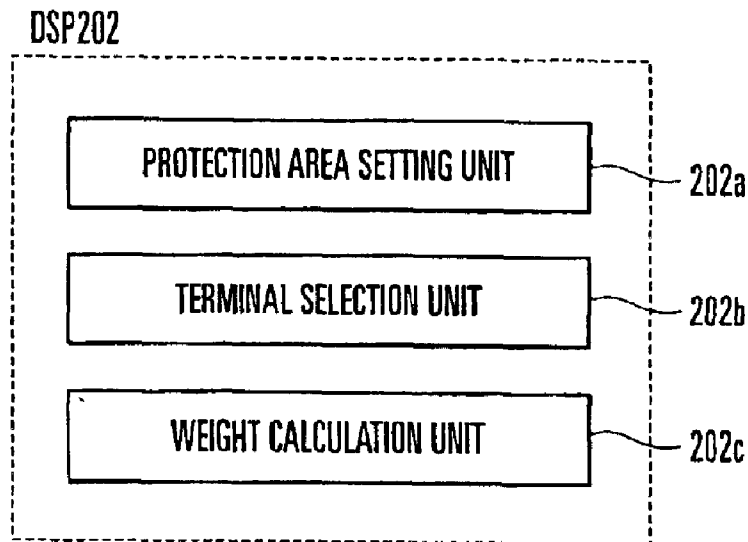 DSP202
PROTECTION AREA SETTING UNIT
202a
TERMINAL SELECTION UNIT
202b
WEIGHT CALCULATION UNIT
202c